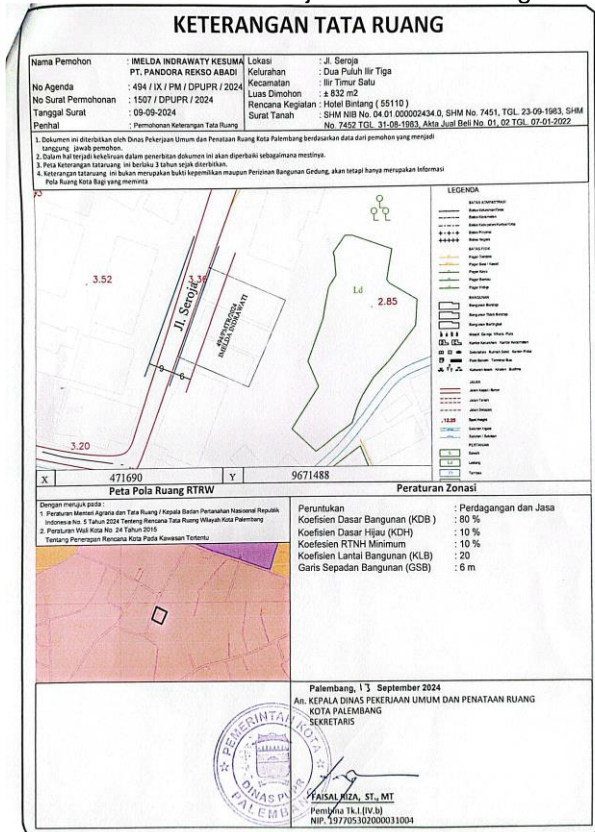 KETERANGAN TATA RUANG
Nama Pemohon : IMELDA INDRAWATY KESUMA
PT. PANDORA REKSO ABADI
No Agenda : 494 / IX / PM / DPUPR / 2024
No Surat Permohonan : 1507 / DPUPR / 2024
Tanggal Surat : 09-09-2024
Perihal : Permohonan Keterangan Tata Ruang
Lokasi : Jl. Seroja
Kelurahan : Dua Puluh Ilir Tiga
Kecamatan : Ilir Timur Satu
Luas Dimohon : ± 832 m2
Rencana Kegiatan : Hotel Bintang ( 55110 )
Surat Tanah : SHM NIB No. 04.01.000002434.0, SHM No. 7451, TGL. 23-09-1983, SHM
No. 7452 TGL. 31-08-1983, Akta Jual Beli No. 01, 02 TGL. 07-01-2022
1. Dokumen ini diterbitkan oleh Dinas Pekerjaan Umum dan Penataan Ruang Kota Palembang berdasarkan data dari pemohon yang menjadi
tanggung jawab pemohon.
2. Dalam hal terjadi kekeliruan dalam penerbitan dokumen ini akan diperbaiki sebagaimana mestinya.
3. Peta Keterangan tataruang ini berlaku 3 tahun sejak diterbitkan.
4. Keterangan tataruang ini bukan merupakan bukti kepemilikan maupun Perizinan Bangunan Gedung, akan tetapi hanya merupakan Informasi
Pola Ruang Kota Bagi yang meminta
LEGENDA
3.52
3.36
Jl. Seroja
494/PMTR/2024
IMELDA INDRAWATI
Ld
2.85
9
6
3.20
X 471690 Y 9671488
Peta Pola Ruang RTRW
Peraturan Zonasi
Dengan merujuk pada :
1. Peraturan Menteri Agraria dan Tata Ruang / Kepala Badan Pertanahan Nasional Republik
Indonesia No. 5 Tahun 2024 Tentang Rencana Tata Ruang Wilayah Kota Palembang
2. Peraturan Wali Kota No. 24 Tahun 2015
Tentang Penerapan Rencana Kota Pada Kawasan Tertentu
Peruntukan : Perdagangan dan Jasa
Koefisien Dasar Bangunan (KDB ) : 80 %
Koefisien Dasar Hijau (KDH) : 10 %
Koefesien RTNH Minimum : 10 %
Koefisien Lantai Bangunan (KLB) : 20
Garis Sepadan Bangunan (GSB) : 6 m
Palembang, 13 September 2024
An. KEPALA DINAS PEKERJAAN UMUM DAN PENATAAN RUANG
KOTA PALEMBANG
SEKRETARIS
PEMERINTAH KOTA
DINAS PUPR
PALEMBANG
FAISAL RIZA, ST., MT
Pembina Tk.I.(IV.b)
NIP. 197705302000031004